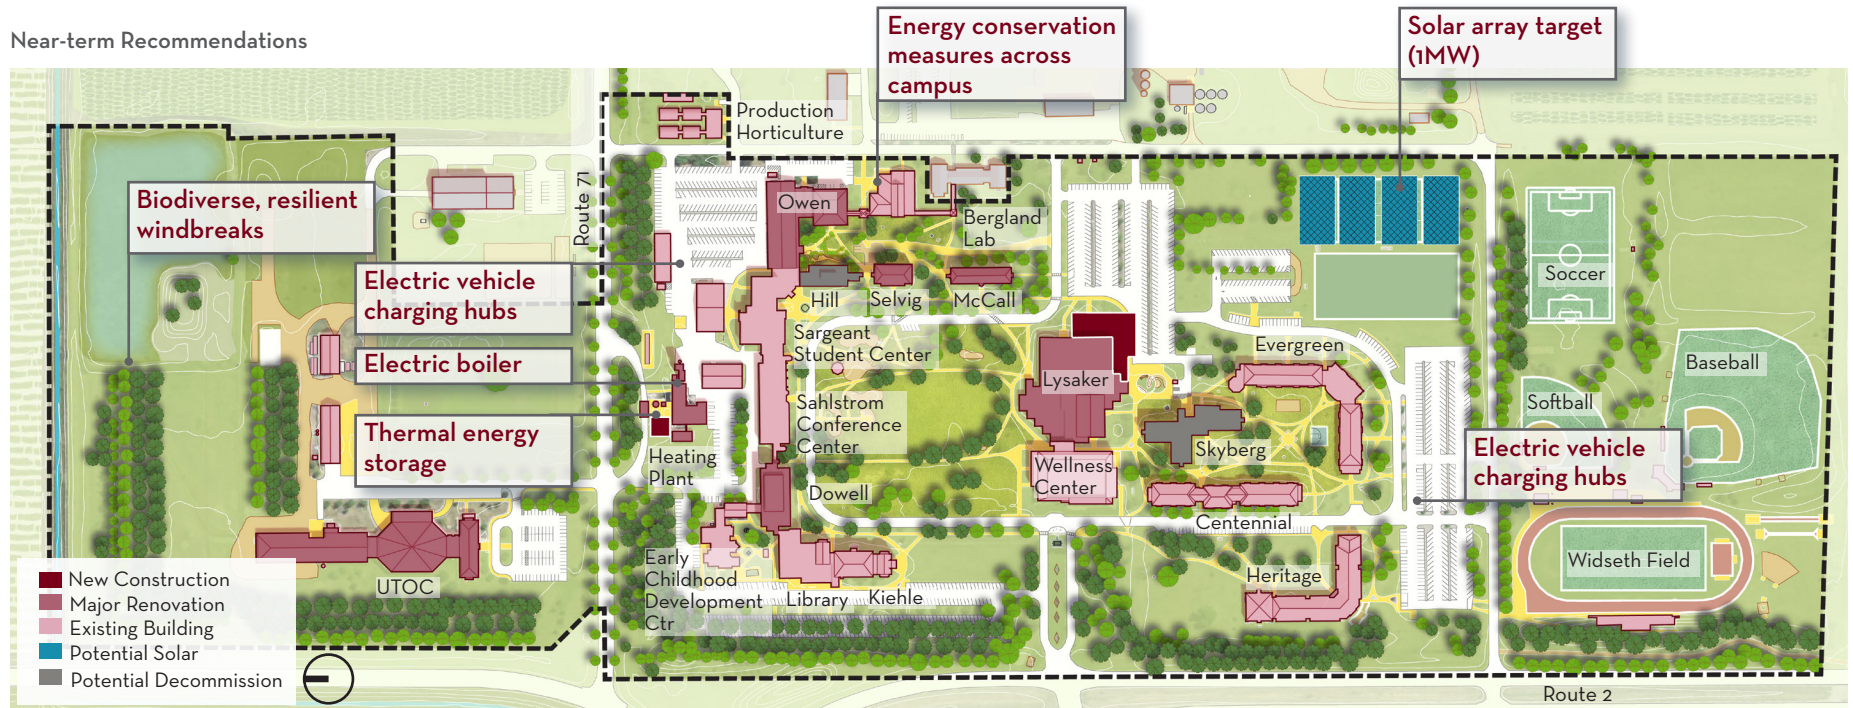 Near-term Recommendations
Energy conservation
measures across
campus
Solar array target
(1MW)
Production
Horticulture
Biodiverse, resilient
windbreaks
Route 71
Owen
Bergland
Lab
Electric vehicle
charging hubs
Hill
Selvig
McCall
Soccer
Sargeant
Student Center
Evergreen
Electric boiler
Lysaker
Baseball
Sahlstrom
Conference
Center
Softball
Thermal energy
storage
Heating
Plant
Skyberg
Electric vehicle
charging hubs
Wellness
Center
Dowell
Centennial
Early
Childhood
Development
Ctr
Library
Kiehle
Heritage
Widseth Field
UTOC
New Construction
Major Renovation
Existing Building
Potential Solar
Potential Decommission
Route 2